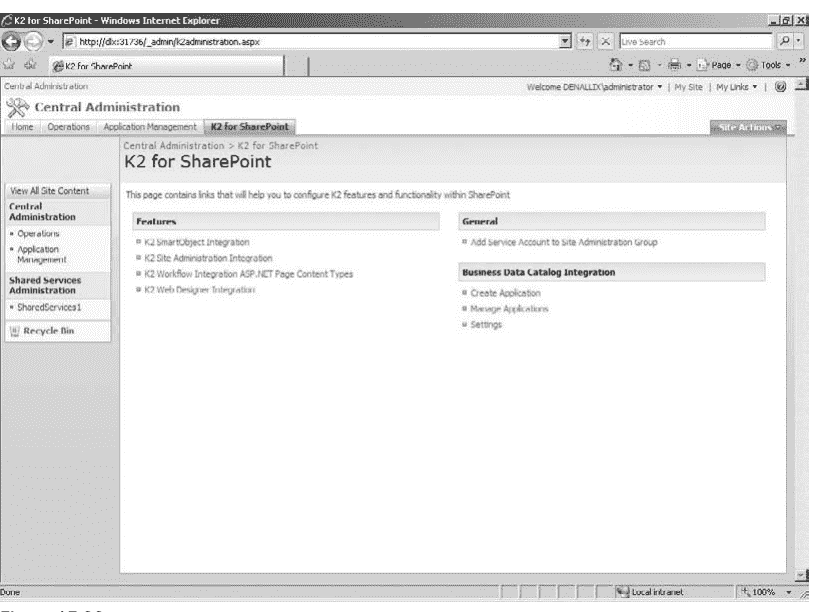 K2 for SharePoint - Windows Internet Explorer
http://dlx:31736/_admin/k2administration.aspx
Live Search
K2 for SharePoint
Page
Tools
Central Administration
Welcome DENALLIX\administrator
My Site
My Links
Central Administration
Home
Operations
Application Management
K2 for SharePoint
Site Actions
Central Administration > K2 for SharePoint
K2 for SharePoint
View All Site Content
This page contains links that will help you to configure K2 features and functionality within SharePoint
Central
Administration
Operations
Application
Management
Shared Services
Administration
SharedServices1
Recycle Bin
Features
K2 SmartObject Integration
K2 Site Administration Integration
K2 Workflow Integration ASP.NET Page Content Types
K2 Web Designer Integration
General
Add Service Account to Site Administration Group
Business Data Catalog Integration
Create Application
Manage Applications
Settings
Done
Local intranet
100%